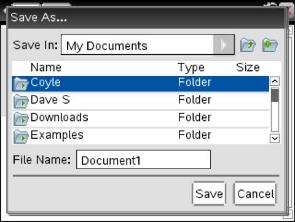 Save As...
Save In: My Documents
Name Type Size
Coyle Folder
Dave S Folder
Downloads Folder
Examples Folder
File Name: Document1
Save Cancel